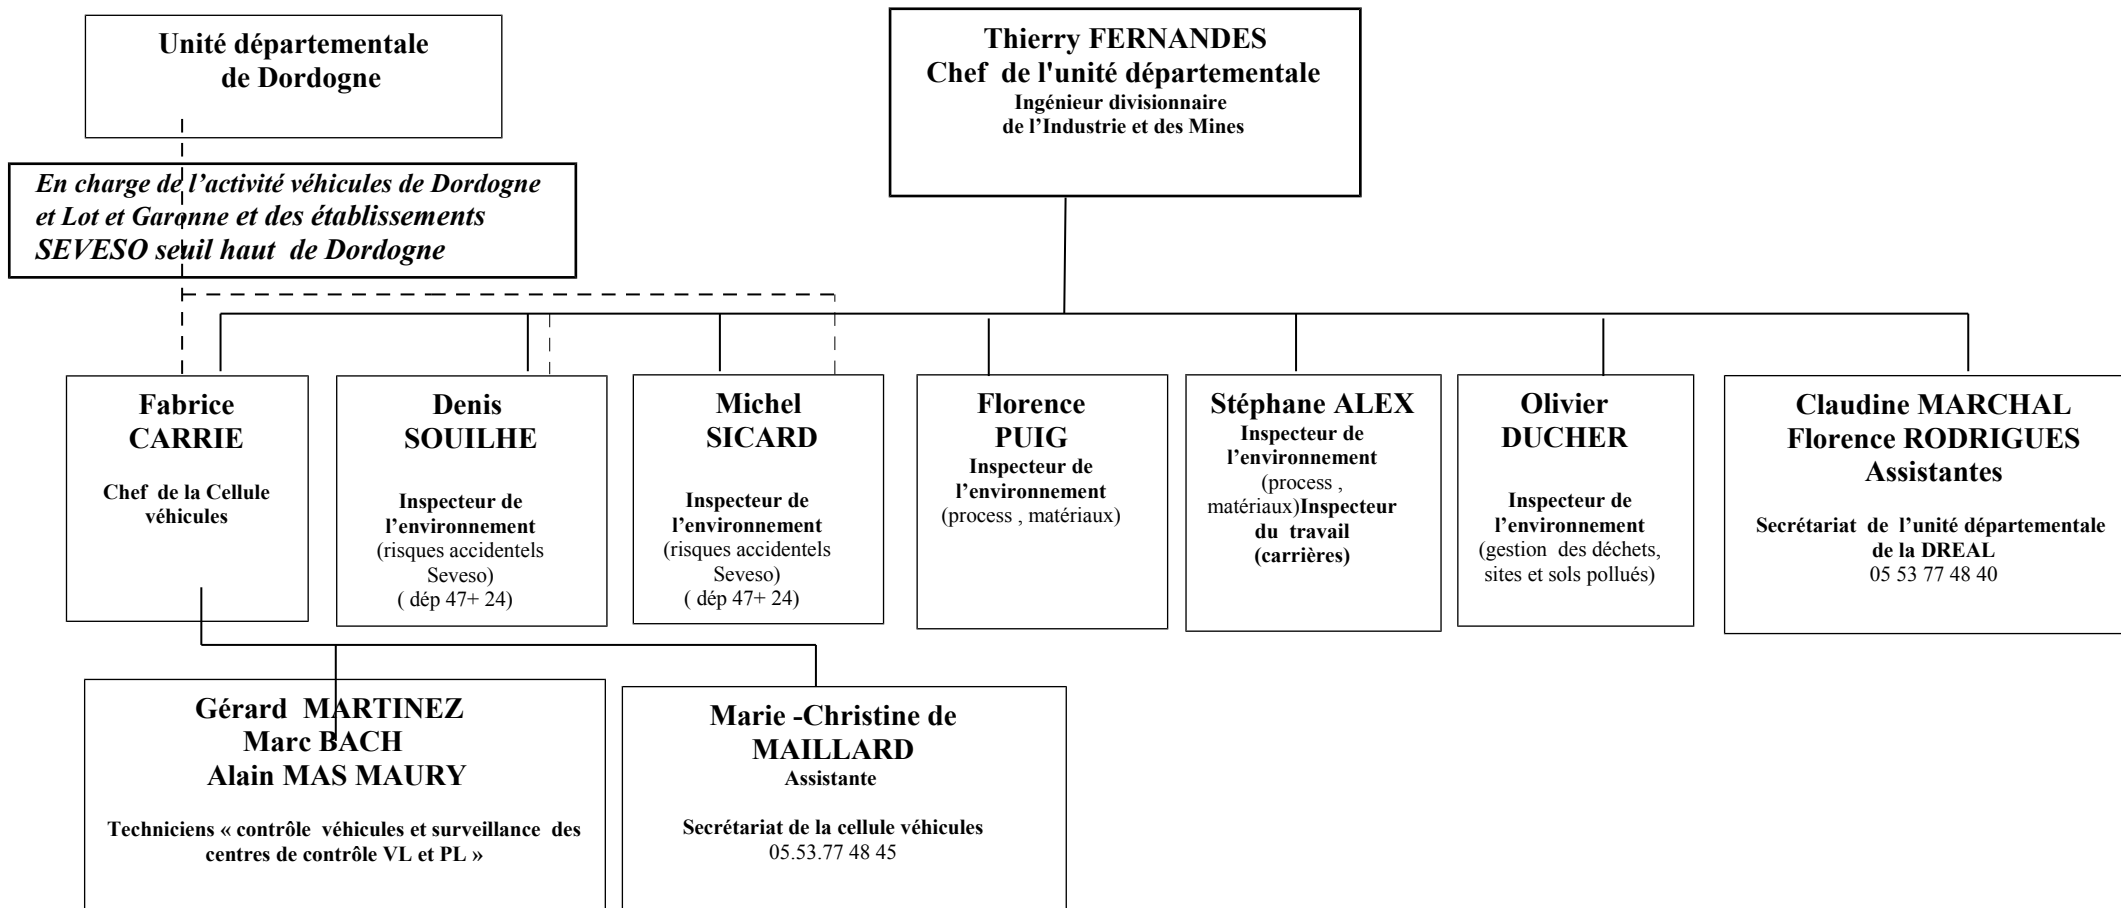 Unité départementale
de Dordogne
Thierry FERNANDES
Chef de l'unité départementale
Ingénieur divisionnaire
de l’Industrie et des Mines
En charge de l’activité véhicules de Dordogne
et Lot et Garonne et des établissements
SEVESO seuil haut de Dordogne
Fabrice
CARRIE
Chef de la Cellule
véhicules
Denis
SOUILHE
Inspecteur de
l’environnement
(risques accidentels
Seveso)
( dép 47+ 24)
Michel
SICARD
Inspecteur de
l’environnement
(risques accidentels
Seveso)
( dép 47+ 24)
Florence
PUIG
Inspecteur de
l’environnement
(process , matériaux)
Stéphane ALEX
Inspecteur de
l’environnement
(process ,
matériaux)Inspecteur
du travail
(carrières)
Olivier
DUCHER
Inspecteur de
l’environnement
(gestion des déchets,
sites et sols pollués)
Claudine MARCHAL
Florence RODRIGUES
Assistantes
Secrétariat de l’unité départementale
de la DREAL
05 53 77 48 40
Gérard MARTINEZ
Marc BACH
Alain MAS MAURY
Techniciens « contrôle véhicules et surveillance des
centres de contrôle VL et PL »
Marie -Christine de
MAILLARD
Assistante
Secrétariat de la cellule véhicules
05.53.77 48 45